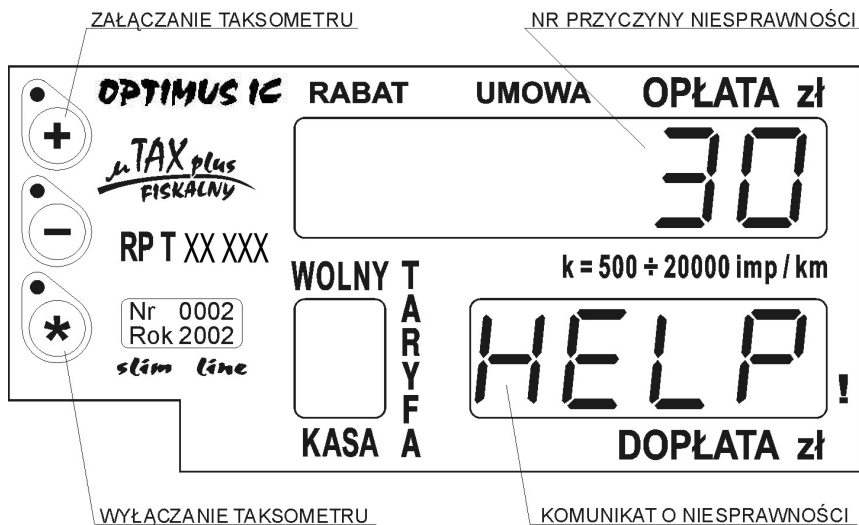 ZAŁĄCZANIE TAKSOMETRU
NR PRZYCZYNY NIESPRAWNOŚCI
OPTIMUS IC
RABAT
UMOWA
OPŁATA zł
+
30
µTAX plus
FISKALNY
-
RP T XX XXX
k = 500 ÷ 20000 imp / km
WOLNY
TARYFA
*
Nr 0002
Rok 2002
HELP
slim line
!
KASA
DOPŁATA zł
WYŁĄCZANIE TAKSOMETRU
KOMUNIKAT O NIESPRAWNOŚCI